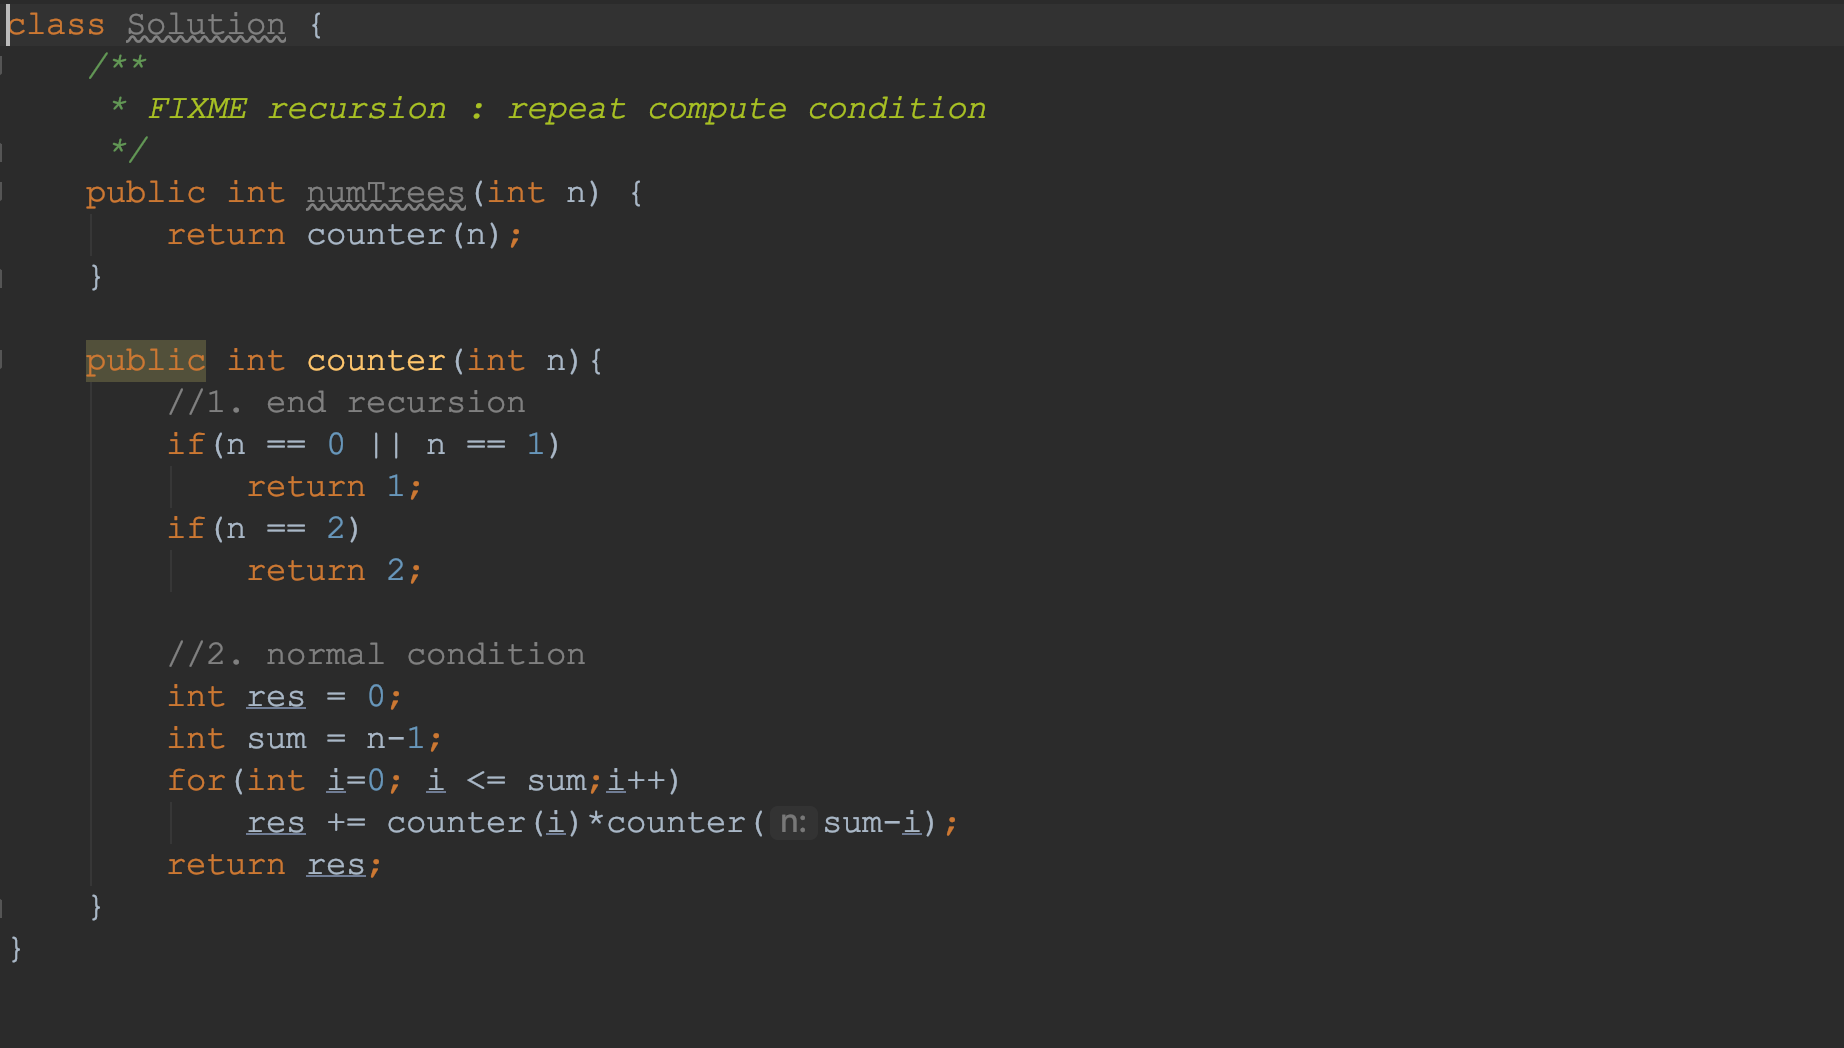 class Solution {
    /**
     * FIXME recursion : repeat compute condition
     */
    public int numTrees(int n) {
        return counter(n);
    }

    public int counter(int n){
        //1. end recursion
        if(n == 0 || n == 1)
            return 1;
        if(n == 2)
            return 2;

        //2. normal condition
        int res = 0;
        int sum = n-1;
        for(int i=0; i <= sum;i++)
            res += counter(i)*counter( n: sum-i);
        return res;
    }
}